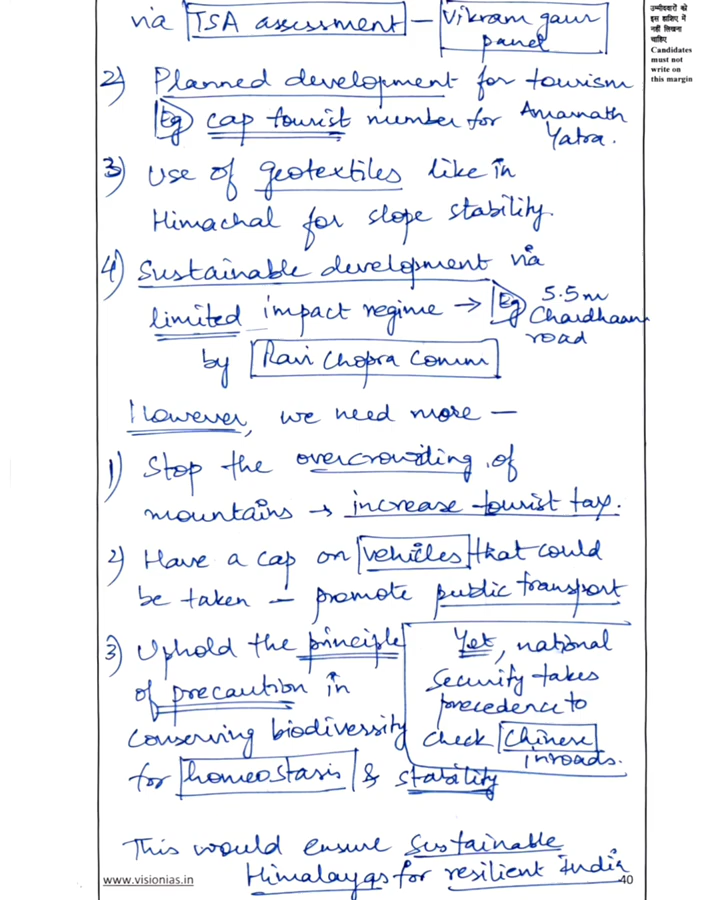 via TSA assessment – Vikram gaur
panel
2) Planned development for tourism
Eg cap tourist number for Amarnath
Yatra.
3) Use of geotextiles like in
Himachal for slope stability.
4) Sustainable development via
limited impact regime → Eg 5.5m
Chardhaam
road
by Ravi Chopra Comm
However, we need more –
1) Stop the overcrowding of
mountains → increase tourist tax.
2) Have a cap on vehicles that could
be taken – promote public transport
3) Uphold the principle
of precaution in
conserving biodiversity
for homeostasis & stability
Yet, national
security takes
precedence to
check Chinese
inroads.
This would ensure sustainable
Himalayas for resilient India
उम्मीदवारों को
इस हाशिए में
नहीं लिखना
चाहिए
Candidates
must not
write on
this margin
www.visionias.in
40